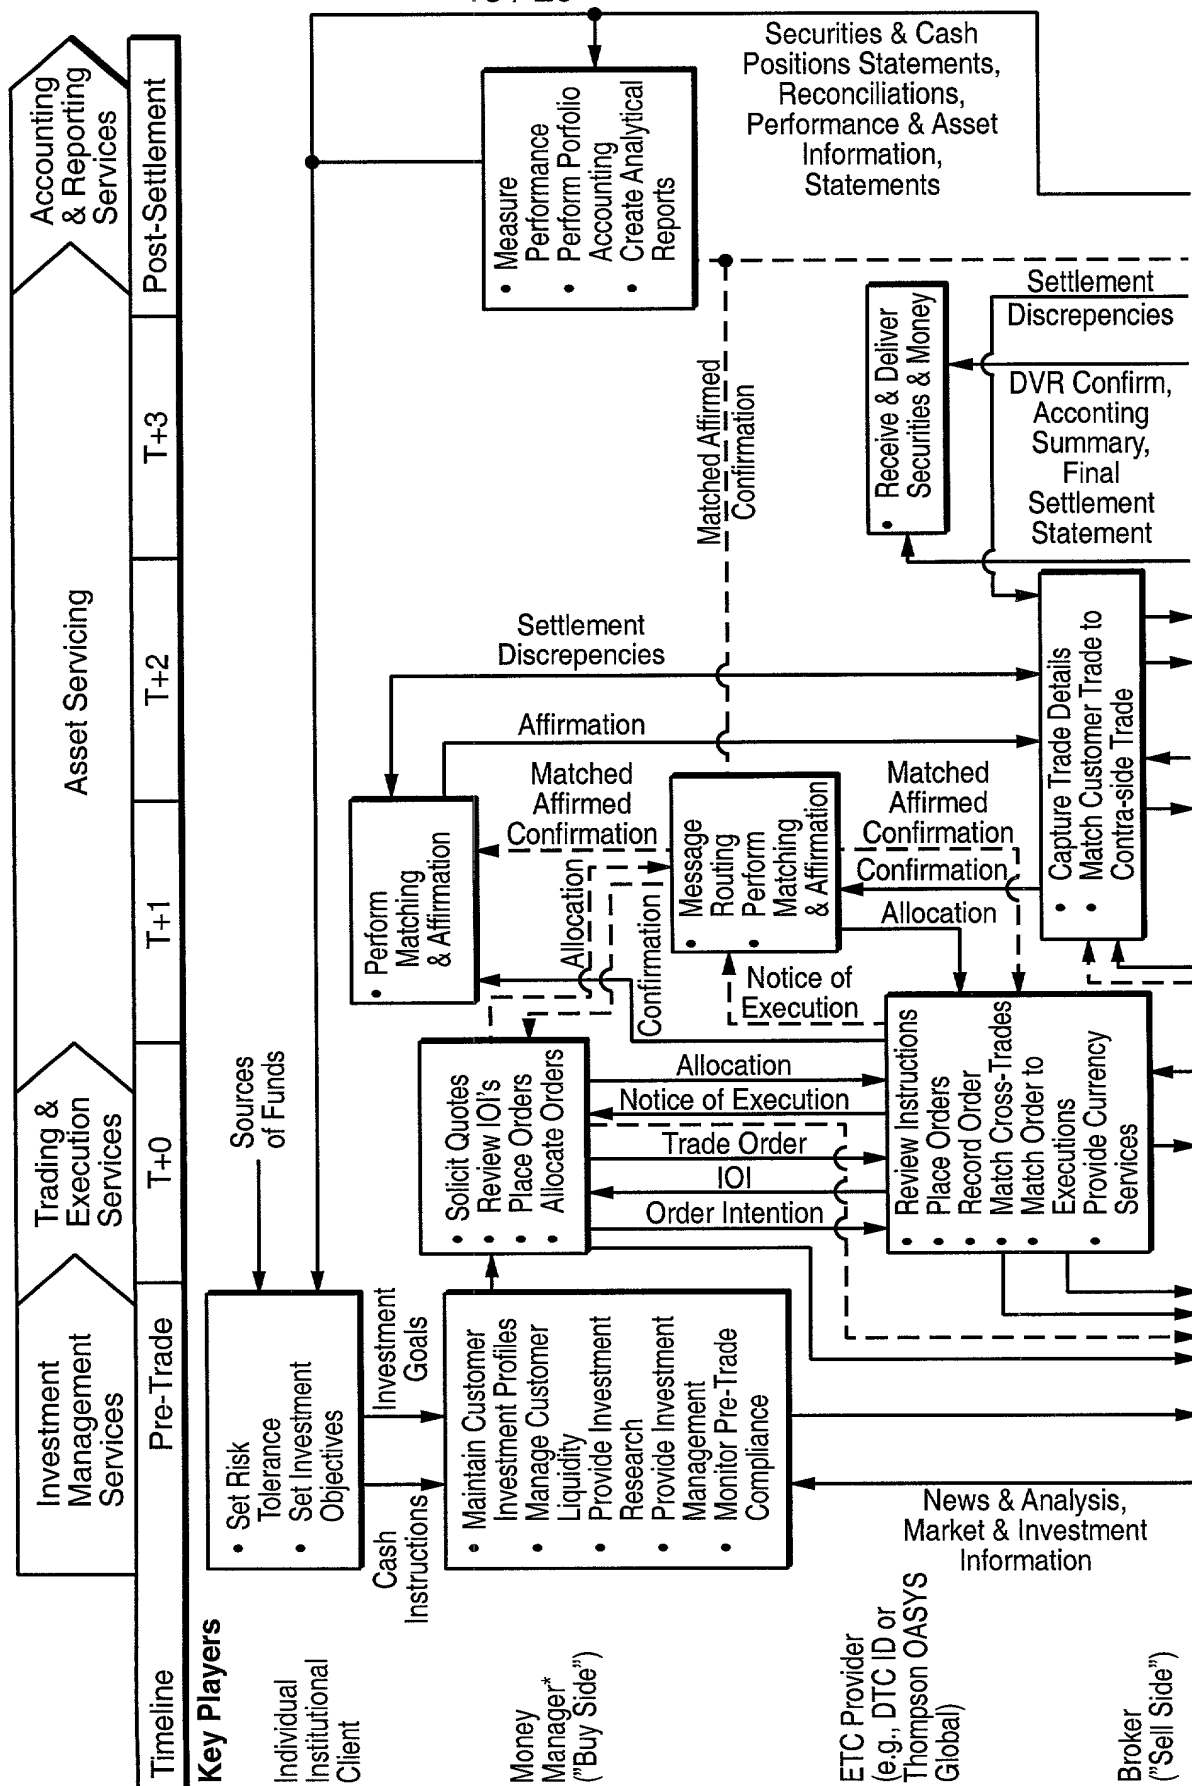 Investment
Management
Services
Trading &
Execution
Services
Asset Servicing
Accounting
& Reporting
Services
Timeline
Pre-Trade
T+0
T+1
T+2
T+3
Post-Settlement
Key Players
Individual
Institutional
Client
• Set Risk
Tolerance
• Set Investment
Objectives
Sources
of Funds
Cash
Instructions
Investment
Goals
Money
Manager*
("Buy Side")
• Maintain Customer
Investment Profiles
• Manage Customer
Liquidity
• Provide Investment
Research
• Provide Investment
Management
• Monitor Pre-Trade
Compliance
• Solicit Quotes
• Review IOI's
• Place Orders
• Allocate Orders
• Perform
Matching
& Affirmation
• Measure
Performance
• Perform Porfolio
Accounting
• Create Analytical
Reports
Securities & Cash
Positions Statements,
Reconciliations,
Performance & Asset
Information,
Statements
Settlement
Discrepencies
Affirmation
Matched
Affirmed
Confirmation
Allocation
Confirmation
Matched Affirmed
Confirmation
ETC Provider
(e.g., DTC ID or
Thompson OASYS
Global)
• Message
Routing
• Perform
Matching
& Affirmation
Matched
Affirmed
Confirmation
Confirmation
Allocation
Notice of
Execution
Allocation
Notice of Execution
Trade Order
IOI
Order Intention
News & Analysis,
Market & Investment
Information
Broker
("Sell Side")
• Review Instructions
• Place Orders
• Record Order
• Match Cross-Trades
• Match Order to
Executions
• Provide Currency
Services
• Capture Trade Details
• Match Customer Trade to
Contra-side Trade
• Receive & Deliver
Securities & Money
Settlement
Discrepencies
DVR Confirm,
Acconting
Summary,
Final
Settlement
Statement